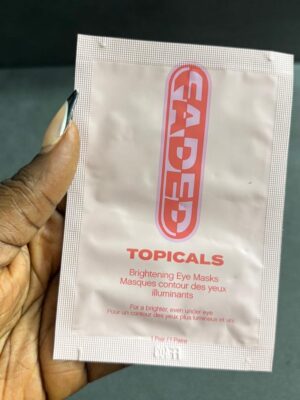 FADED
TOPICALS
Brightening Eye Masks
Masques contour des yeux
illuminants
For a brighter, even under eye
Pour un contour des yeux plus lumineux et uni
1 Pair / 1 Paire